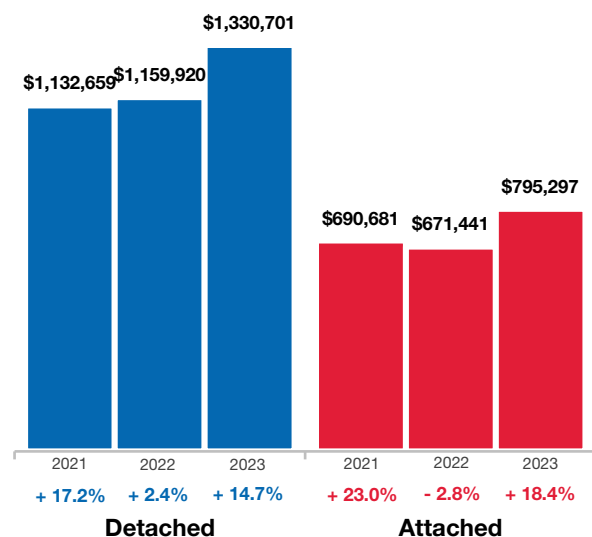 $1,330,701
$1,132,659 $1,159,920
$795,297
$690,681 $671,441
2021 2022 2023 2021 2022 2023
+ 17.2% + 2.4% + 14.7% + 23.0% - 2.8% + 18.4%
Detached Attached